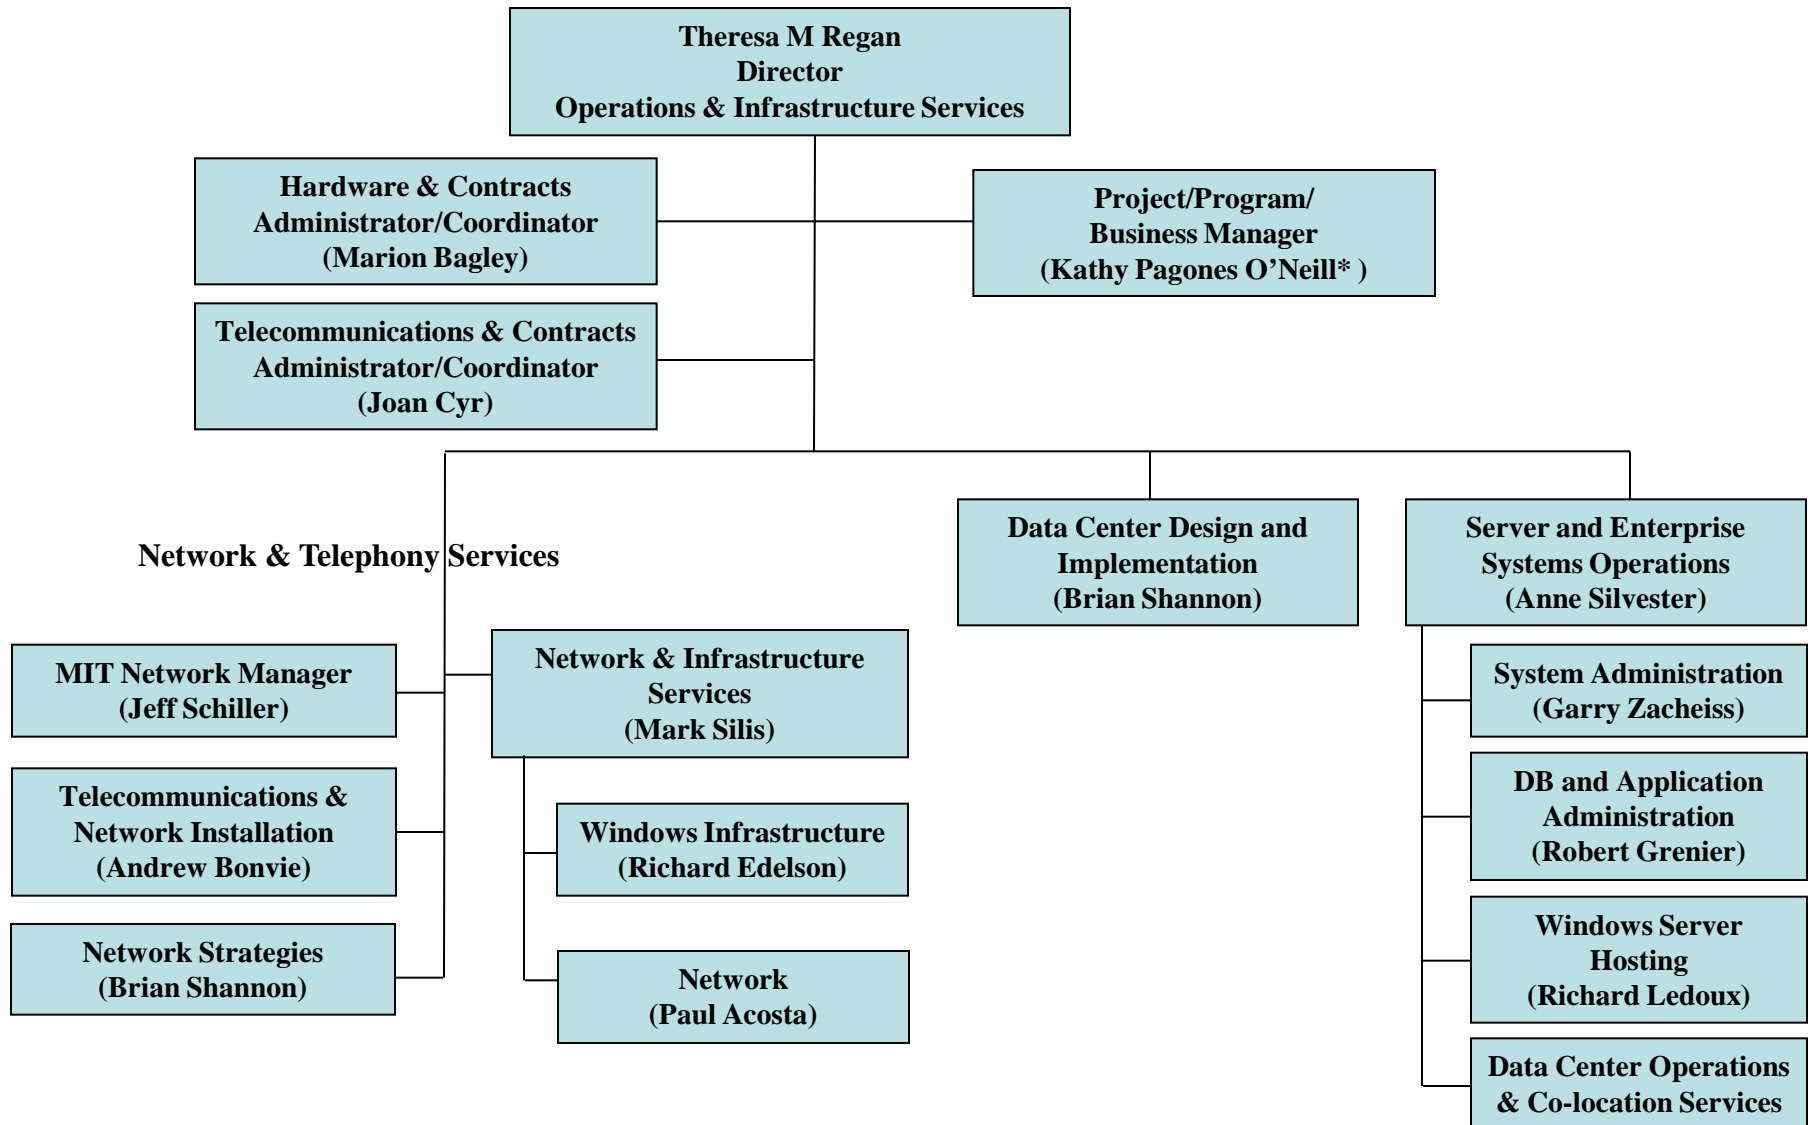 Theresa M Regan
Director
Operations & Infrastructure Services
Hardware & Contracts
Administrator/Coordinator
(Marion Bagley)
Project/Program/
Business Manager
(Kathy Pagones O’Neill* )
Telecommunications & Contracts
Administrator/Coordinator
(Joan Cyr)
Network & Telephony Services
MIT Network Manager
(Jeff Schiller)
Telecommunications &
Network Installation
(Andrew Bonvie)
Network Strategies
(Brian Shannon)
Network & Infrastructure
Services
(Mark Silis)
Windows Infrastructure
(Richard Edelson)
Network
(Paul Acosta)
Data Center Design and
Implementation
(Brian Shannon)
Server and Enterprise
Systems Operations
(Anne Silvester)
System Administration
(Garry Zacheiss)
DB and Application
Administration
(Robert Grenier)
Windows Server
Hosting
(Richard Ledoux)
Data Center Operations
& Co-location Services